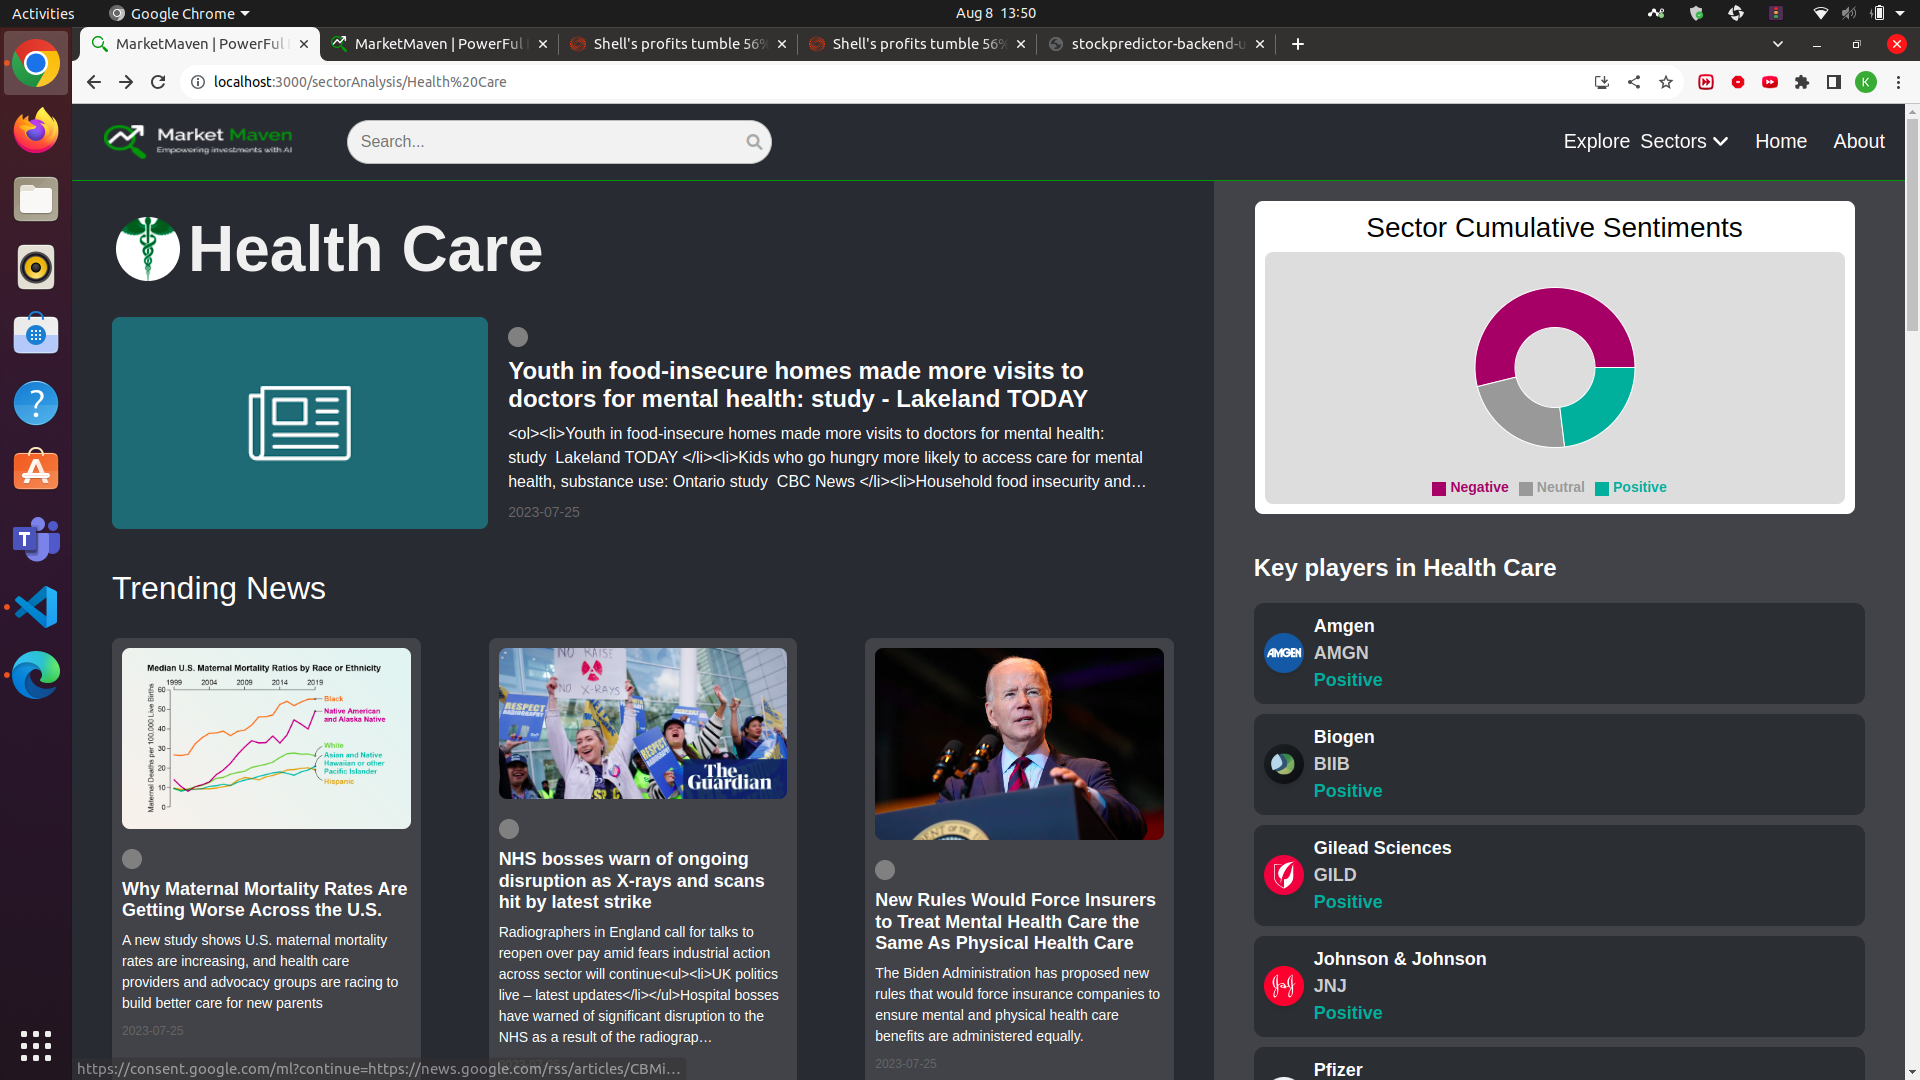 Activities
Google Chrome
Aug 8 13:50
MarketMaven | PowerFul
MarketMaven | PowerFul
Shell's profits tumble 56%
Shell's profits tumble 56%
stockpredictor-backend-u
localhost:3000/sectorAnalysis/Health%20Care
K
Market Maven
Empowering investments with AI
Search...
Explore Sectors
Home
About
Health Care
Youth in food-insecure homes made more visits to
doctors for mental health: study - Lakeland TODAY
<ol><li>Youth in food-insecure homes made more visits to doctors for mental health:
study  Lakeland TODAY </li><li>Kids who go hungry more likely to access care for mental
health, substance use: Ontario study  CBC News </li><li>Household food insecurity and…
2023-07-25
Trending News
Median U.S. Maternal Mortality Ratios by Race or Ethnicity
1999 2004 2009 2014 2019
Maternal Deaths per 100,000 Live Births
60
50
40
30
20
10
0
Black
Native American
and Alaska Native
White
Asian and Native
Hawaiian or other
Pacific Islander
Hispanic
Why Maternal Mortality Rates Are
Getting Worse Across the U.S.
A new study shows U.S. maternal mortality
rates are increasing, and health care
providers and advocacy groups are racing to
build better care for new parents
2023-07-25
NO RAISE
NO X-RAYS
RESPECT
RADIOGRAPHY
RESPECT
The
Guardian
NHS bosses warn of ongoing
disruption as X-rays and scans
hit by latest strike
Radiographers in England call for talks to
reopen over pay amid fears industrial action
across sector will continue<ul><li>UK politics
live – latest updates</li></ul>Hospital bosses
have warned of significant disruption to the
NHS as a result of the radiograp…
New Rules Would Force Insurers
to Treat Mental Health Care the
Same As Physical Health Care
The Biden Administration has proposed new
rules that would force insurance companies to
ensure mental and physical health care
benefits are administered equally.
2023-07-25
Sector Cumulative Sentiments
Negative Neutral Positive
Key players in Health Care
AMGEN
Amgen
AMGN
Positive
Biogen
BIIB
Positive
Gilead Sciences
GILD
Positive
J&J
Johnson & Johnson
JNJ
Positive
Pfizer
https://consent.google.com/ml?continue=https://news.google.com/rss/articles/CBMi…